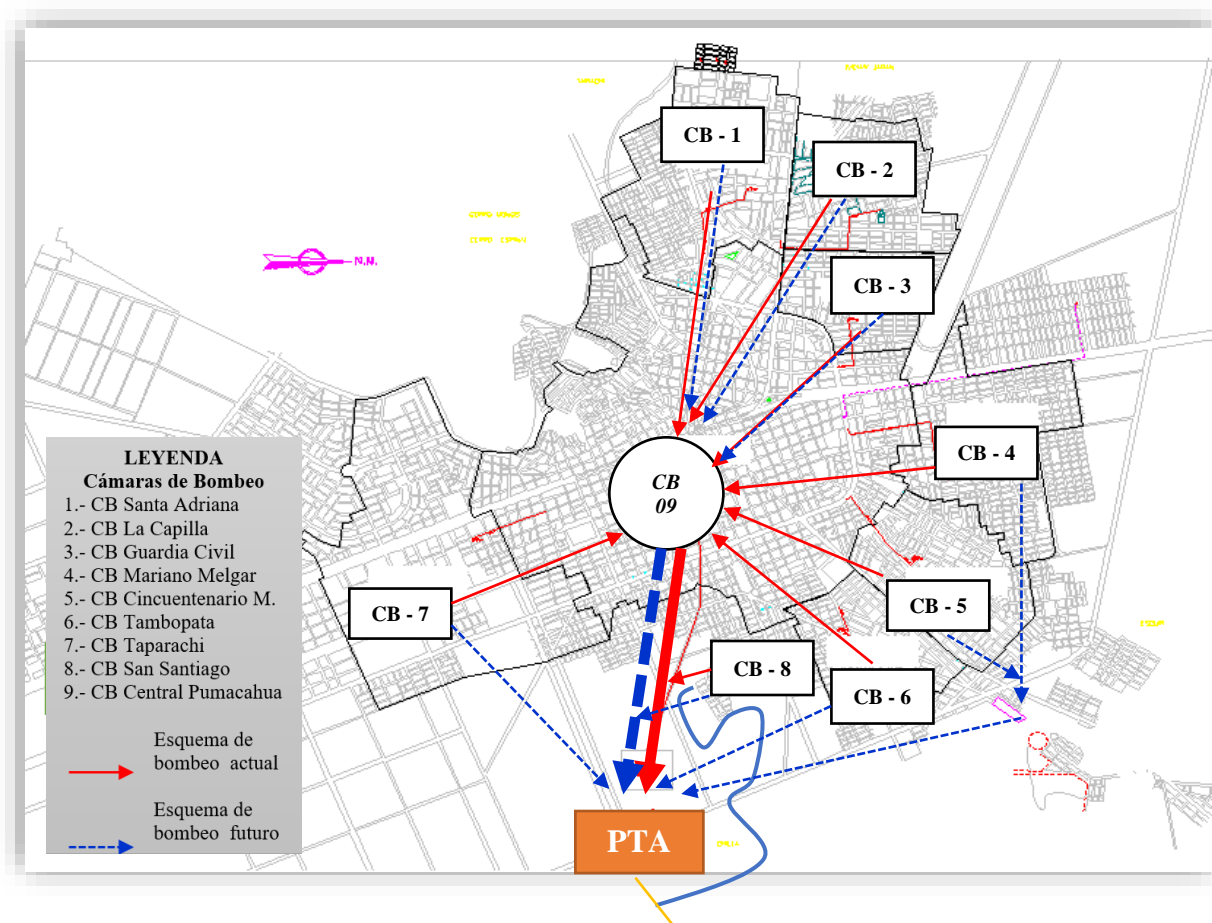 CB - 1
CB - 2
CB - 3
N.N.
CB - 4
CB
09
LEYENDA
Cámaras de Bombeo
1.- CB Santa Adriana
2.- CB La Capilla
3.- CB Guardia Civil
4.- CB Mariano Melgar
5.- CB Cincuentenario M.
6.- CB Tambopata
7.- CB Taparachi
8.- CB San Santiago
9.- CB Central Pumacahua
Esquema de
bombeo actual
Esquema de
bombeo futuro
CB - 7
CB - 5
CB - 8
CB - 6
PTA